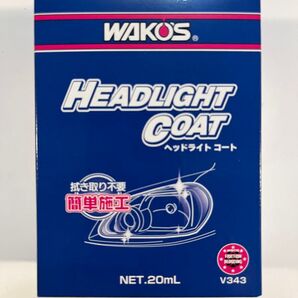 WAKO'S
HEADLIGHT
COAT
ヘッドライト コート
拭き取り不要
簡単施工
NET.20mL
V343